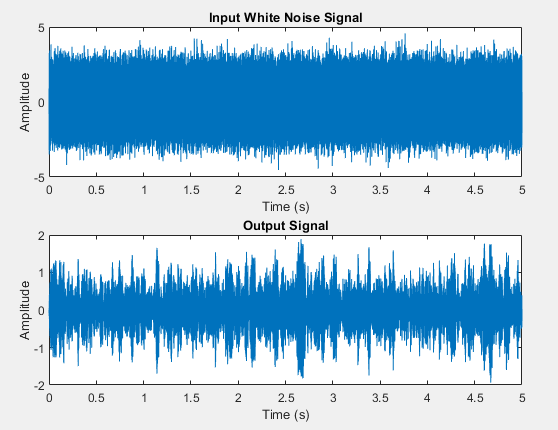 Input White Noise Signal
Amplitude
5
0
-5
0 0.5 1 1.5 2 2.5 3 3.5 4 4.5 5
Time (s)
Output Signal
Amplitude
2
1
0
-1
-2
0 0.5 1 1.5 2 2.5 3 3.5 4 4.5 5
Time (s)